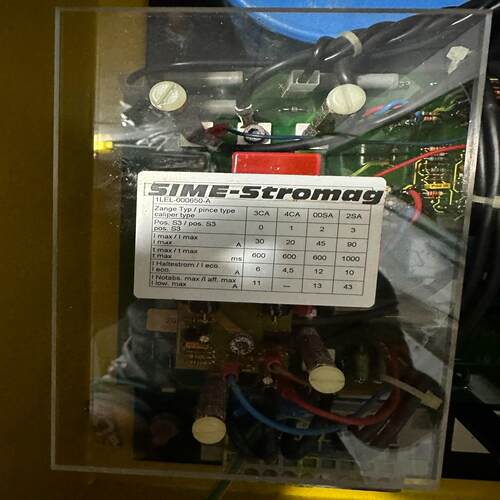 SIME-Stromag
1LEL-000650-A
Zange Typ / pince type
caliper type 3CA 4CA 00SA 2SA
Pos. S3 / pos. S3
pos. S3 0 1 2 3
I max / I max
I max A 30 20 45 90
t max / t max
t max ms 600 600 600 1000
I Haltestrom / I eco.
I eco. A 6 4,5 12 10
I Notabs. max / I aff. max
I low. max A 11 — 13 43